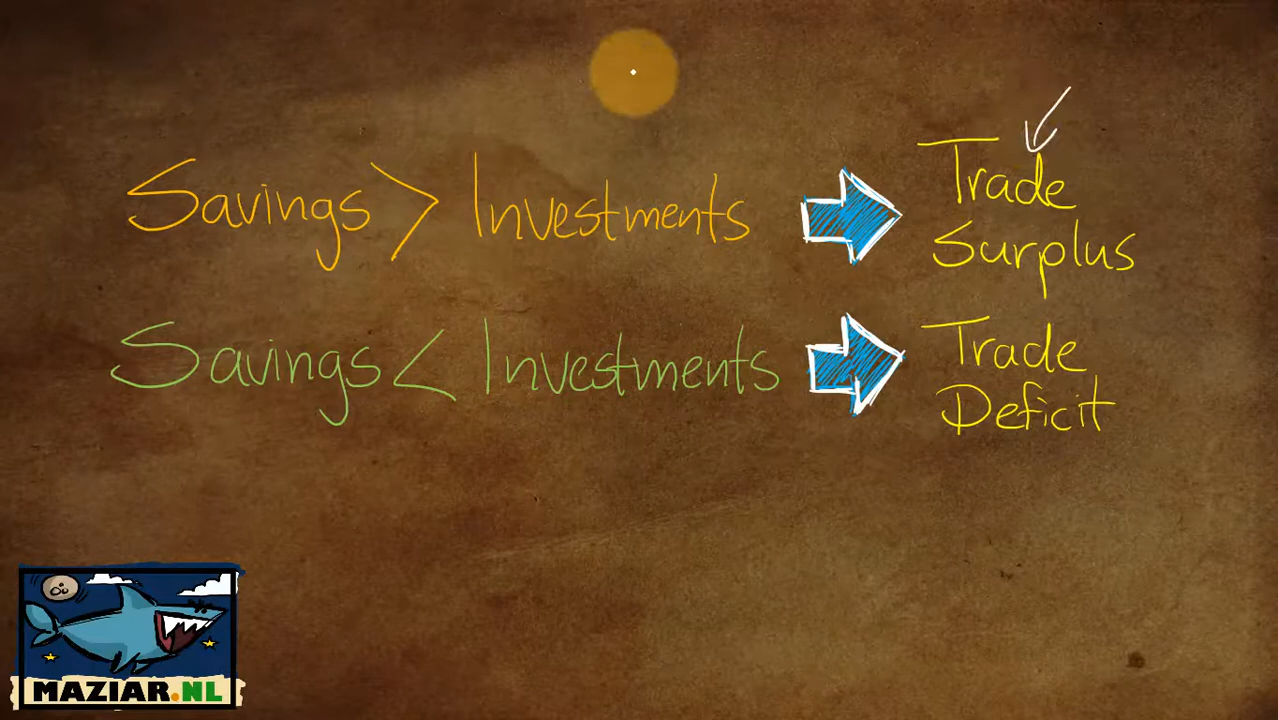 Savings > Investments
Trade
Surplus
Savings < Investments
Trade
Deficit
MAZIAR.NL